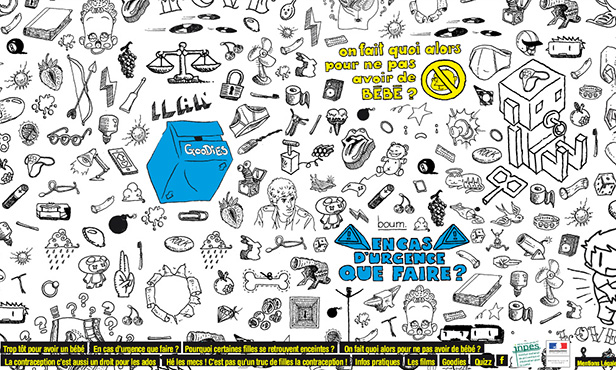 on fait quoi alors
pour ne pas
avoir de
BEBE ?
GOODIES
boum.
EN CAS
D'URGENCE
QUE FAIRE ?
Trop tôt pour avoir un bébé
En cas d'urgence que faire ?
Pourquoi certaines filles se retrouvent enceintes ?
On fait quoi alors pour ne pas avoir de bébé ?
La contraception c'est aussi un droit pour les ados
Hé les mecs ! C'est pas qu'un truc de filles la contraception !
Infos pratiques
Les films
Goodies
Quizz
f
inpes
Mentions